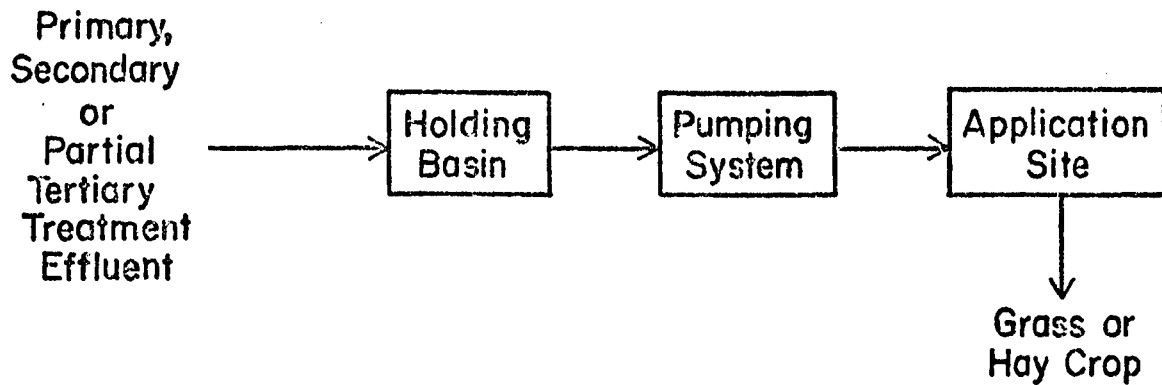 Primary,
Secondary
or
Partial
Tertiary
Treatment
Effluent
Holding
Basin
Pumping
System
Application
Site
Grass or
Hay Crop